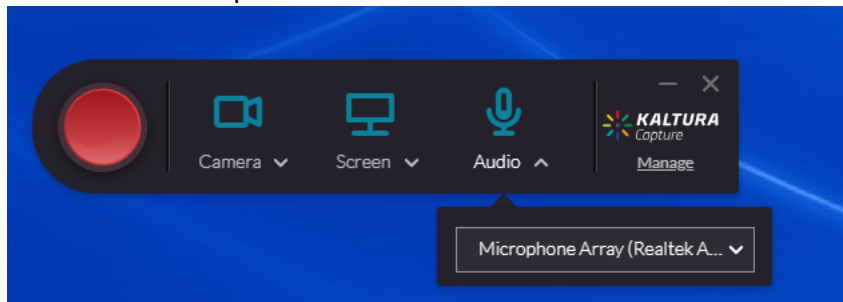 Camera
Screen
Audio
KALTURA
Capture
Manage
Microphone Array (Realtek A...